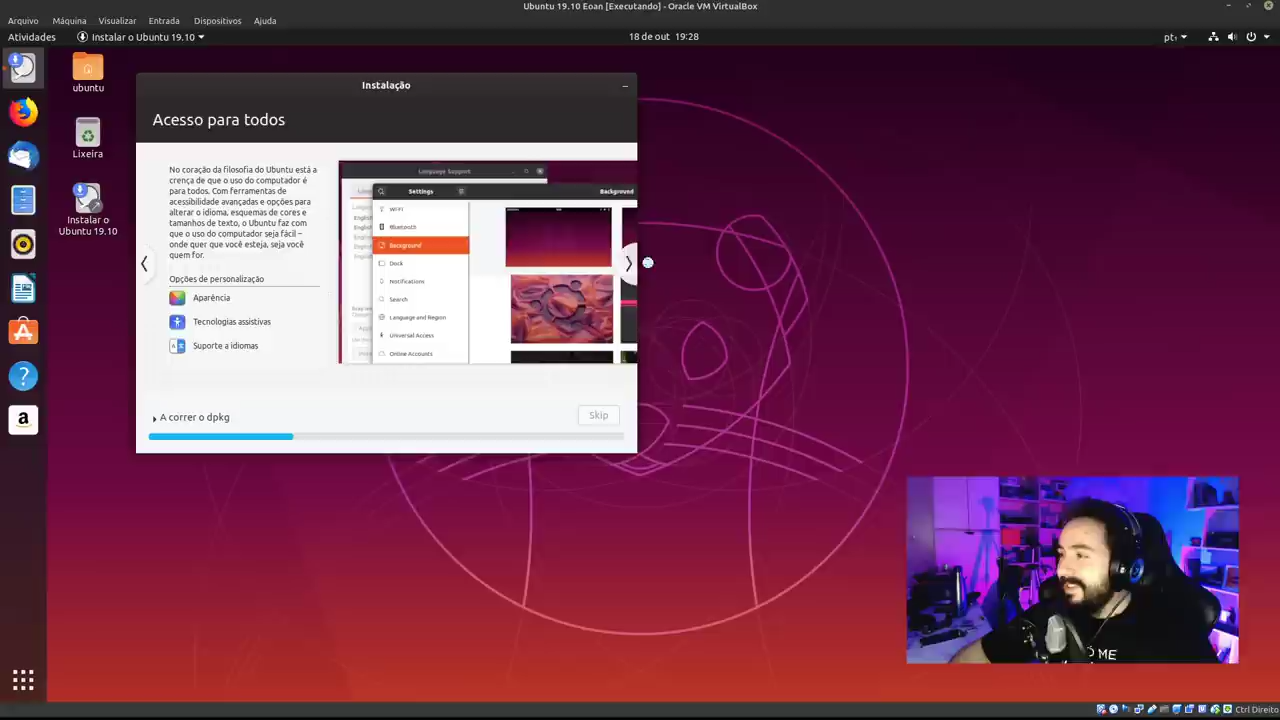 Ubuntu 19.10 Eoan [Executando] - Oracle VM VirtualBox
Arquivo Máquina Visualizar Entrada Dispositivos Ajuda
Atividades Instalar o Ubuntu 19.10 18 de out 19:28 pt₁
ubuntu
Lixeira
Instalar o
Ubuntu 19.10
Instalação
Acesso para todos
No coração da filosofia do Ubuntu está a
crença de que o uso do computador é
para todos. Com ferramentas de
acessibilidade avançadas e opções para
alterar o idioma, esquemas de cores e
tamanhos de texto, o Ubuntu faz com
que o uso do computador seja fácil –
onde quer que você esteja, seja você
quem for.
Opções de personalização
Aparência
Tecnologias assistivas
Suporte a idiomas
Language Support
Settings Background
Wi-Fi
Bluetooth
Background
Dock
Notifications
Search
Language and Region
Universal Access
Online Accounts
A correr o dpkg
Skip
Ctrl Direito